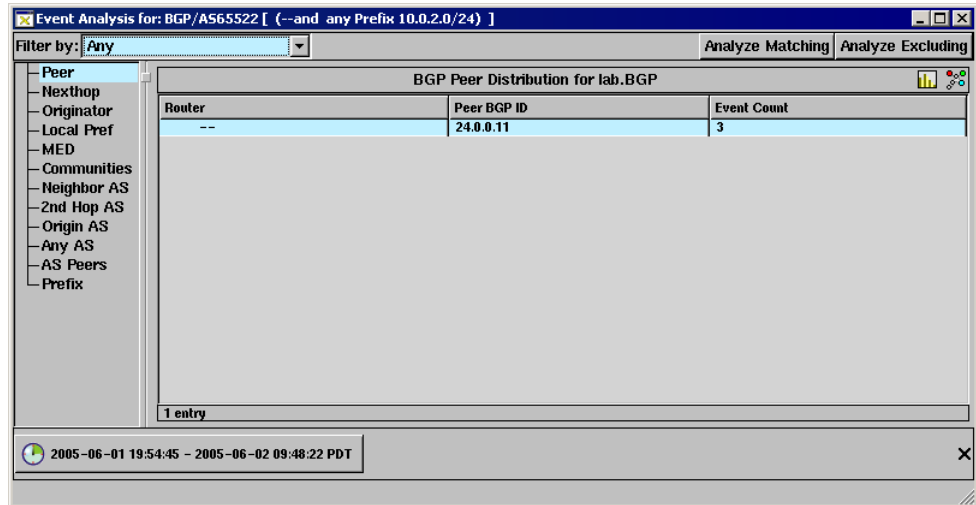 Event Analysis for: BGP/AS65522 [ (--and any Prefix 10.0.2.0/24) ]
Filter by: Any Analyze Matching Analyze Excluding
Peer
Nexthop
Originator
Local Pref
MED
Communities
Neighbor AS
2nd Hop AS
Origin AS
Any AS
AS Peers
Prefix
BGP Peer Distribution for lab.BGP
Router Peer BGP ID Event Count
-- 24.0.0.11 3
1 entry
2005-06-01 19:54:45 - 2005-06-02 09:48:22 PDT